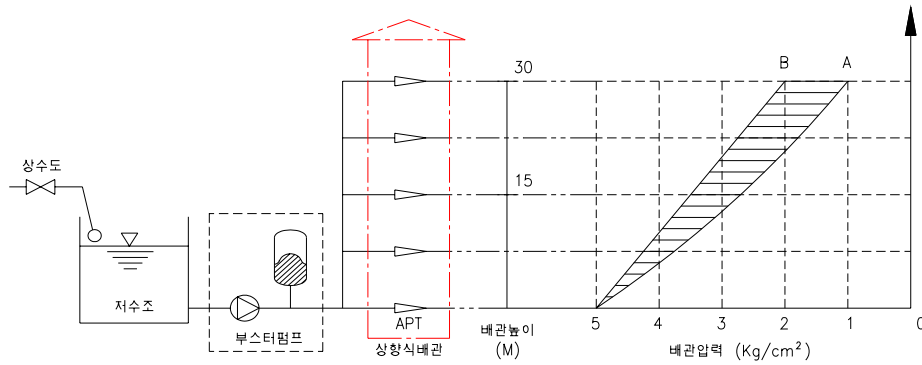 상수도
저수조
부스터펌프
APT
상향식배관
30
15
배관높이
(M)
B A
5 4 3 2 1 0
배관압력 (Kg/cm²)